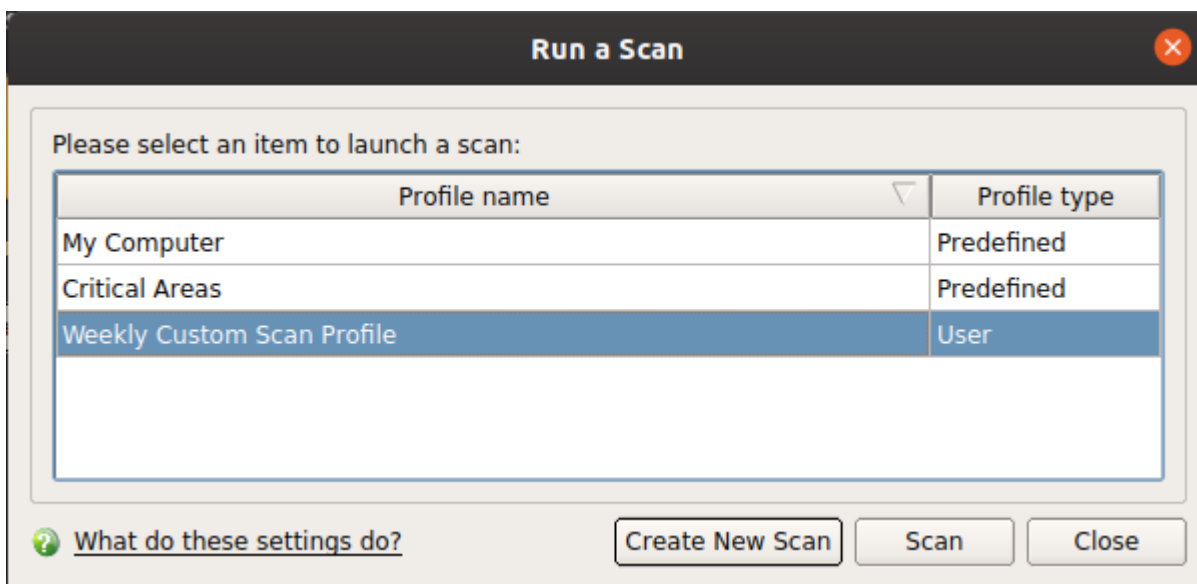 Run a Scan
Please select an item to launch a scan:
Profile name Profile type
My Computer Predefined
Critical Areas Predefined
Weekly Custom Scan Profile User
What do these settings do? Create New Scan Scan Close